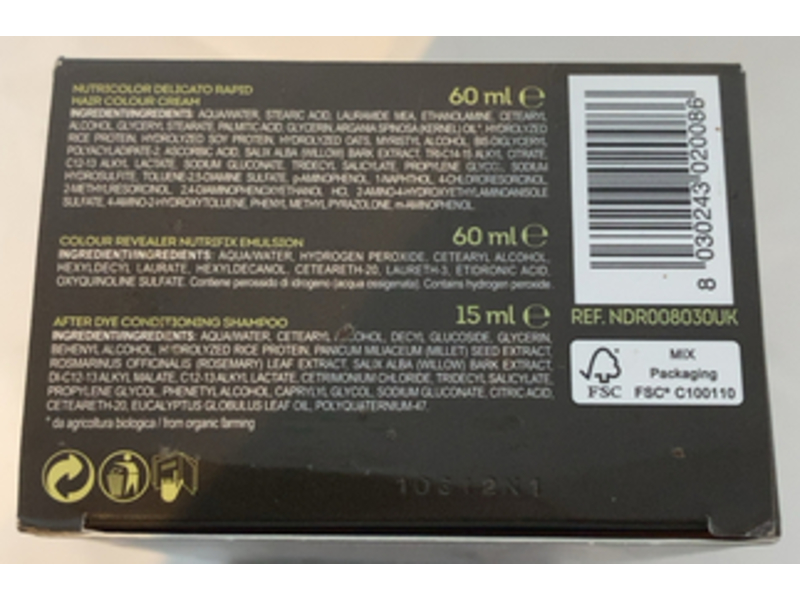 NUTRICOLOR DELICATO RAPID
HAIR COLOUR CREAM
60 ml ℮
INGREDIENTI/INGREDIENTS: AQUA/WATER, STEARIC ACID, LAURAMIDE MEA, ETHANOLAMINE, CETEARYL
ALCOHOL, GLYCERYL STEARATE, PALMITIC ACID, GLYCERIN, ARGANIA SPINOSA (KERNEL) OIL*, HYDROLYZED
RICE PROTEIN, HYDROLYZED SOY PROTEIN, HYDROLYZED OATS, MYRISTYL ALCOHOL, BIS-DIGLYCERYL
POLYACYLADIPATE-2, ASCORBIC ACID, SALIX ALBA (WILLOW) BARK EXTRACT, TRI-C14-15 ALKYL CITRATE,
C12-13 ALKYL LACTATE, SODIUM GLUCONATE, TRIDECYL SALICYLATE, PROPYLENE GLYCOL, SODIUM
HYDROSULFITE, TOLUENE-2,5-DIAMINE SULFATE, p-AMINOPHENOL, 1-NAPHTHOL, 4-CHLORORESORCINOL,
2-METHYLRESORCINOL, 2,4-DIAMINOPHENOXYETHANOL HCL, 2-AMINO-4-HYDROXYETHYLAMINOANISOLE
SULFATE, 4-AMINO-2-HYDROXYTOLUENE, PHENYL METHYL PYRAZOLONE, m-AMINOPHENOL.
COLOUR REVEALER NUTRIFIX EMULSION
60 ml ℮
INGREDIENTI/INGREDIENTS: AQUA/WATER, HYDROGEN PEROXIDE, CETEARYL ALCOHOL,
HEXYLDECYL LAURATE, HEXYLDECANOL, CETEARETH-20, LAURETH-3, ETIDRONIC ACID,
OXYQUINOLINE SULFATE. Contiene perossido di idrogeno (acqua ossigenata). Contains hydrogen peroxide.
AFTER DYE CONDITIONING SHAMPOO
15 ml ℮
INGREDIENTI/INGREDIENTS: AQUA/WATER, CETEARYL ALCOHOL, DECYL GLUCOSIDE, GLYCERIN,
BEHENYL ALCOHOL, HYDROLYZED RICE PROTEIN, PANICUM MILIACEUM (MILLET) SEED EXTRACT,
ROSMARINUS OFFICINALIS (ROSEMARY) LEAF EXTRACT, SALIX ALBA (WILLOW) BARK EXTRACT,
DI-C12-13 ALKYL MALATE, C12-13 ALKYL LACTATE, CETRIMONIUM CHLORIDE, TRIDECYL SALICYLATE,
PROPYLENE GLYCOL, PHENETYL ALCOHOL, CAPRYLYL GLYCOL, SODIUM GLUCONATE, CITRIC ACID,
CETEARETH-20, EUCALYPTUS GLOBULUS LEAF OIL, POLYQUATERNIUM-47.
* da agricoltura biologica / from organic farming
8 030243 020086
REF. NDR008030UK
FSC
MIX
Packaging
FSC® C100110